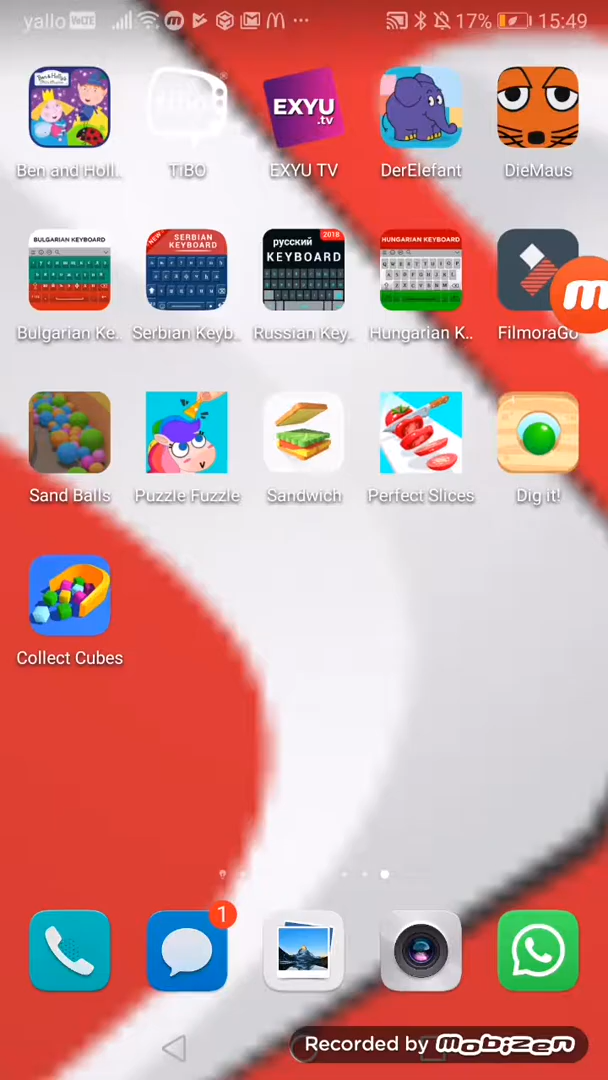 yallo VoLTE 17% 15:49
Ben and Holl..
TIBO
EXYU TV
DerElefant
DieMaus
EXYU
.tv
BULGARIAN KEYBOARD
SERBIAN
KEYBOARD
NEW
русский
KEYBOARD
2018
HUNGARIAN KEYBOARD
Bulgarian Ke..
Serbian Keyb..
Russian Key..
Hungarian K..
FilmoraGo
Sand Balls
Puzzle Fuzzle
Sandwich
Perfect Slices
Dig it!
Collect Cubes
1
Recorded by mobizen